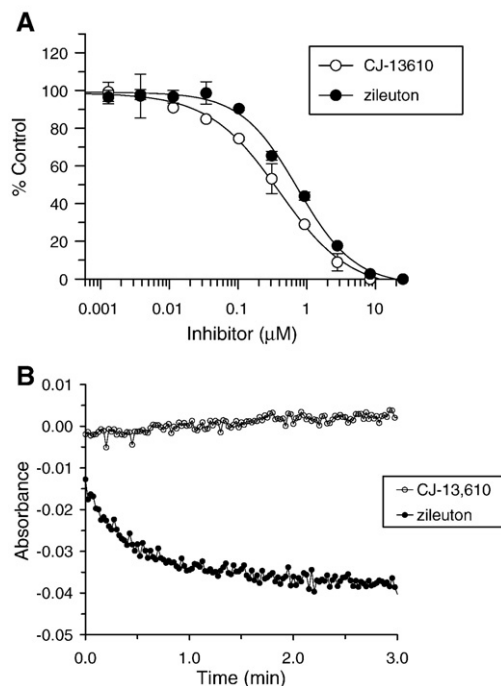 A
CJ-13610
zileuton
% Control
120
100
80
60
40
20
0
0.001 0.01 0.1 1 10
Inhibitor (μM)
B
0.01
0.00
-0.01
-0.02
-0.03
-0.04
-0.05
Absorbance
CJ-13,610
zileuton
0.0 1.0 2.0 3.0
Time (min)